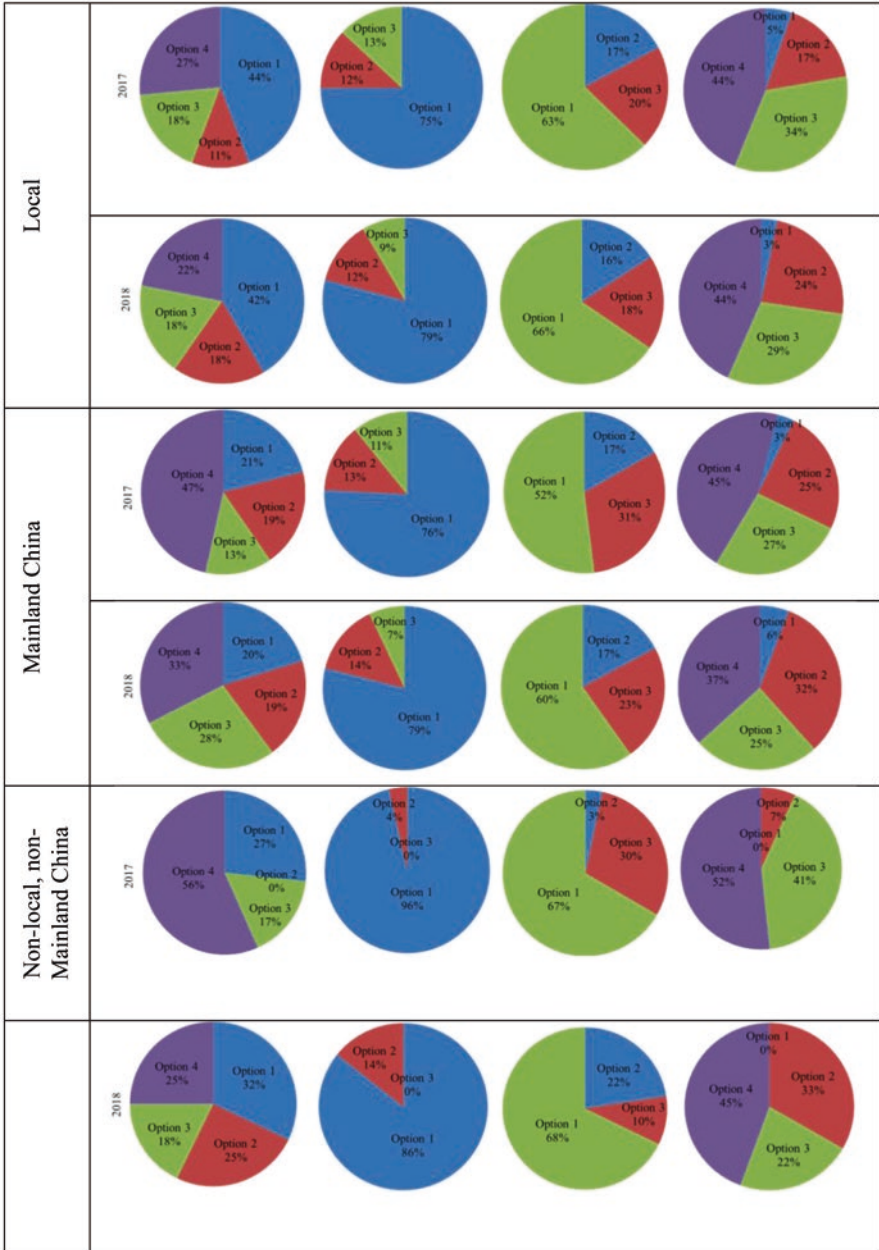 Local
2017
Option 4
27%
Option 1
44%
Option 3
18%
Option 2
11%
Option 3
13%
Option 2
12%
Option 1
75%
Option 2
17%
Option 1
63%
Option 3
20%
Option 1
5%
Option 2
17%
Option 4
44%
Option 3
34%
2018
Option 4
22%
Option 1
42%
Option 3
18%
Option 2
18%
Option 3
9%
Option 2
12%
Option 1
79%
Option 2
16%
Option 1
66%
Option 3
18%
Option 1
3%
Option 2
24%
Option 4
44%
Option 3
29%
Mainland China
2017
Option 1
21%
Option 4
47%
Option 2
19%
Option 3
13%
Option 3
11%
Option 2
13%
Option 1
76%
Option 2
17%
Option 1
52%
Option 3
31%
Option 1
3%
Option 2
25%
Option 4
45%
Option 3
27%
2018
Option 4
33%
Option 1
20%
Option 2
19%
Option 3
28%
Option 3
7%
Option 2
14%
Option 1
79%
Option 2
17%
Option 1
60%
Option 3
23%
Option 1
6%
Option 2
32%
Option 4
37%
Option 3
25%
Non-local, non-
Mainland China
2017
Option 1
27%
Option 4
56%
Option 2
0%
Option 3
17%
Option 2
4%
Option 3
0%
Option 1
96%
Option 2
3%
Option 3
30%
Option 1
67%
Option 2
7%
Option 1
0%
Option 4
52%
Option 3
41%
2018
Option 4
25%
Option 1
32%
Option 3
18%
Option 2
25%
Option 2
14%
Option 3
0%
Option 1
86%
Option 2
22%
Option 3
10%
Option 1
68%
Option 1
0%
Option 2
33%
Option 4
45%
Option 3
22%